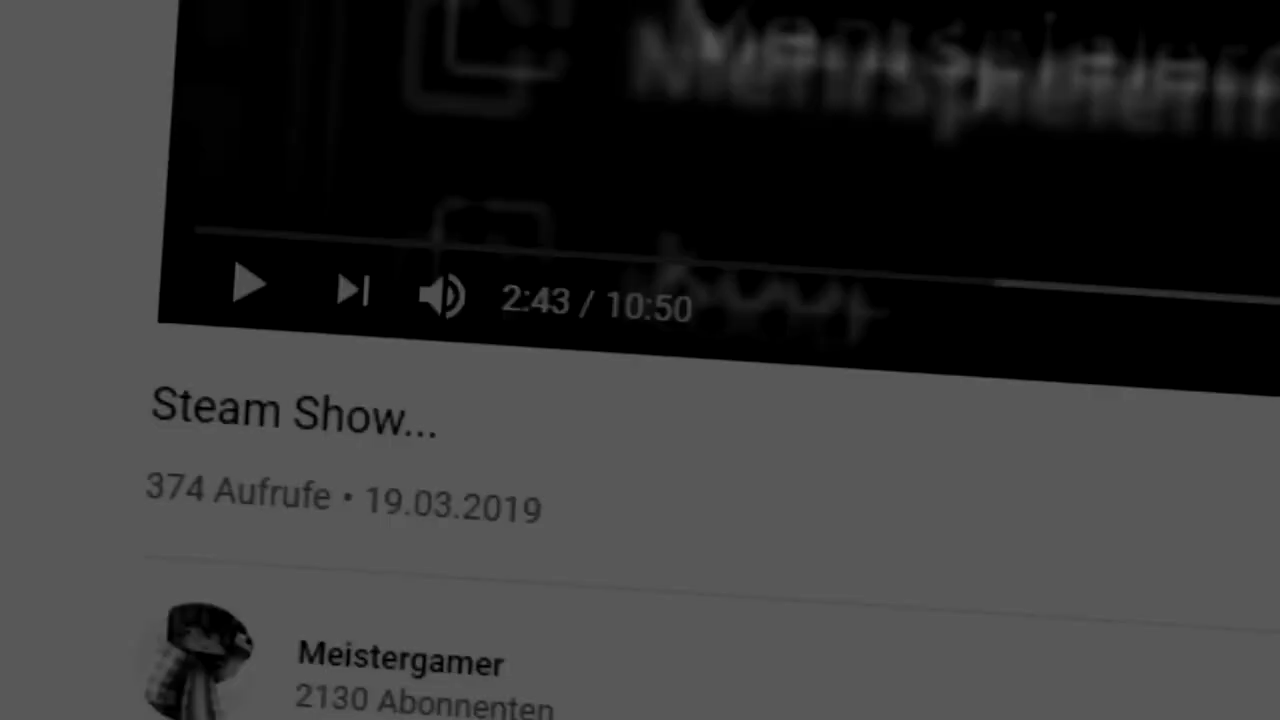 2:43 / 10:50
Steam Show...
374 Aufrufe • 19.03.2019
Meistergamer
2130 Abonnenten